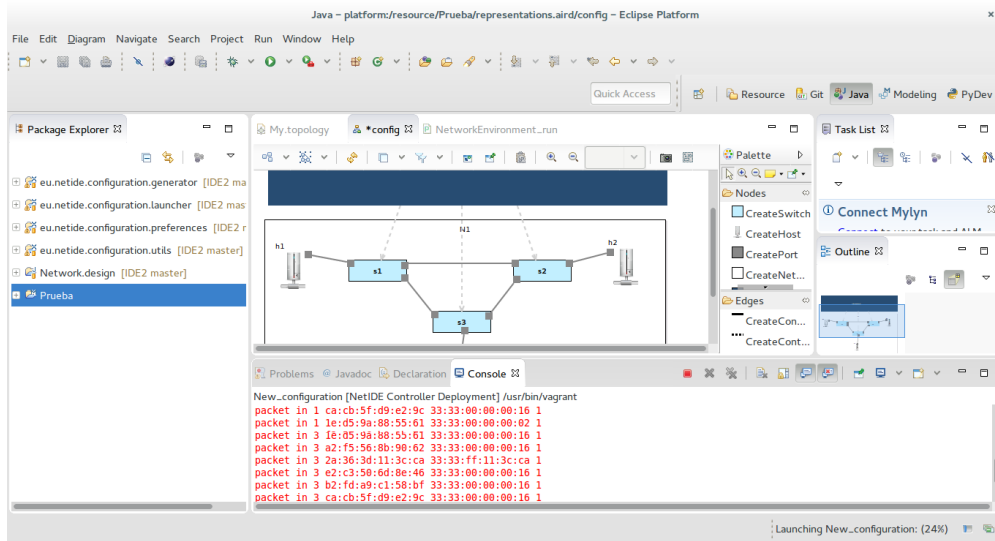 Java – platform:/resource/Prueba/representations.aird/config – Eclipse Platform
File Edit Diagram Navigate Search Project Run Window Help
Quick Access
Resource Git Java Modeling PyDev
Package Explorer
eu.netide.configuration.generator [IDE2 ma
eu.netide.configuration.launcher [IDE2 mas
eu.netide.configuration.preferences [IDE2 r
eu.netide.configuration.utils [IDE2 master]
Network.design [IDE2 master]
Prueba
My.topology *config NetworkEnvironment_run
N1
h1
h2
s1
s2
s3
Palette
Nodes
CreateSwitch
CreateHost
CreatePort
CreateNet...
Edges
CreateCon...
CreateCont...
Task List
Connect Mylyn
Outline
Problems Javadoc Declaration Console
New_configuration [NetIDE Controller Deployment] /usr/bin/vagrant
packet in 1 ca:cb:5f:d9:e2:9c 33:33:00:00:00:16 1
packet in 1 1e:d5:9a:88:55:61 33:33:00:00:00:02 1
packet in 3 1e:d5:9a:88:55:61 33:33:00:00:00:16 1
packet in 3 a2:f5:56:8b:90:62 33:33:00:00:00:16 1
packet in 3 2a:36:3d:11:3c:ca 33:33:ff:11:3c:ca 1
packet in 3 e2:c3:50:6d:8e:46 33:33:00:00:00:16 1
packet in 3 b2:fd:a9:c1:58:bf 33:33:00:00:00:16 1
packet in 3 ca:cb:5f:d9:e2:9c 33:33:00:00:00:16 1
Launching New_configuration: (24%)